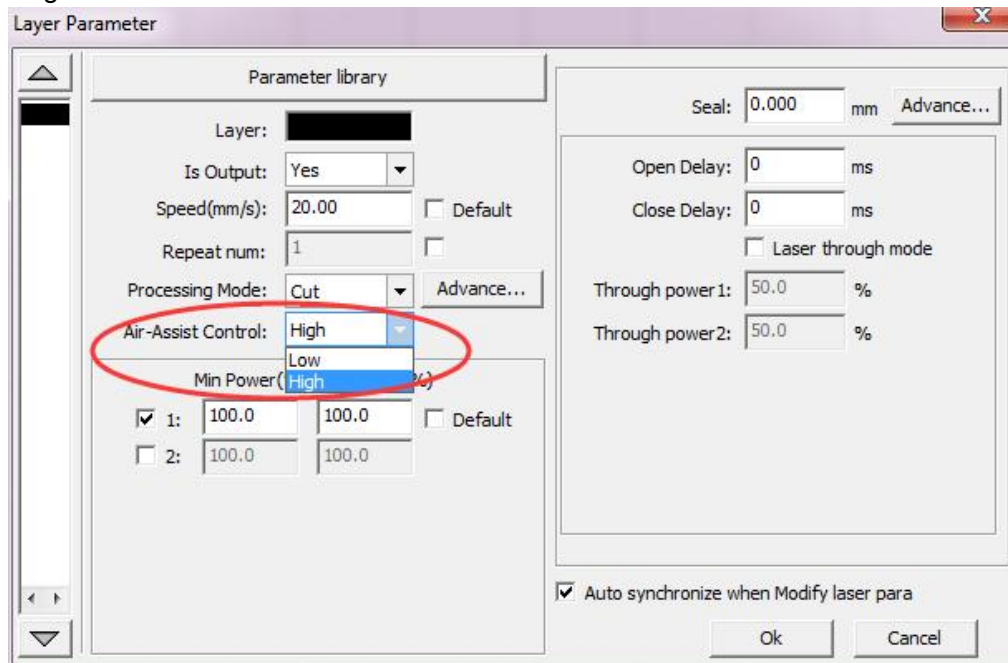 Layer Parameter
X
Parameter library
Layer:
Is Output: Yes
Speed(mm/s): 20.00 Default
Repeat num: 1
Processing Mode: Cut Advance...
Air-Assist Control: High
Low
High
Min Power( %)
1: 100.0 100.0 Default
2: 100.0 100.0
Seal: 0.000 mm Advance...
Open Delay: 0 ms
Close Delay: 0 ms
Laser through mode
Through power1: 50.0 %
Through power2: 50.0 %
Auto synchronize when Modify laser para
Ok Cancel